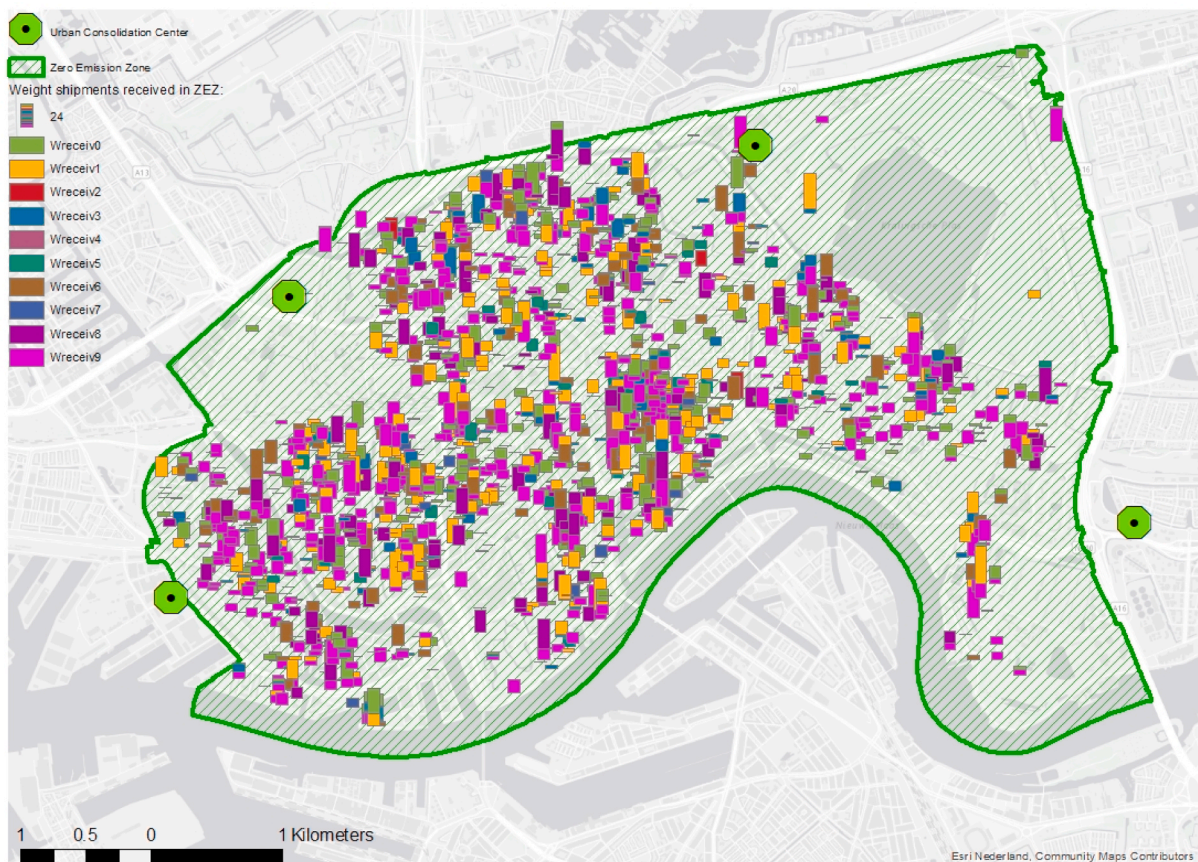 Urban Consolidation Center
Zero Emission Zone
Weight shipments received in ZEZ:
24
Wreceiv0
Wreceiv1
Wreceiv2
Wreceiv3
Wreceiv4
Wreceiv5
Wreceiv6
Wreceiv7
Wreceiv8
Wreceiv9
A20
A13
A16
1 0.5 0 1 Kilometers
Esri Nederland, Community Maps Contributors